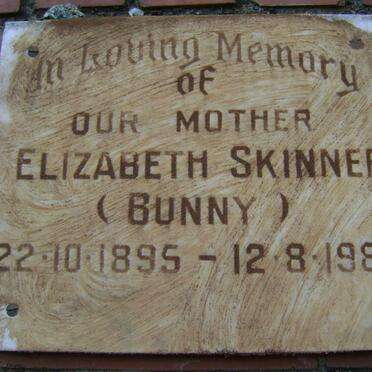 In Loving Memory
of
OUR MOTHER
ELIZABETH SKINNER
( BUNNY )
22·10·1895 – 12·8·198